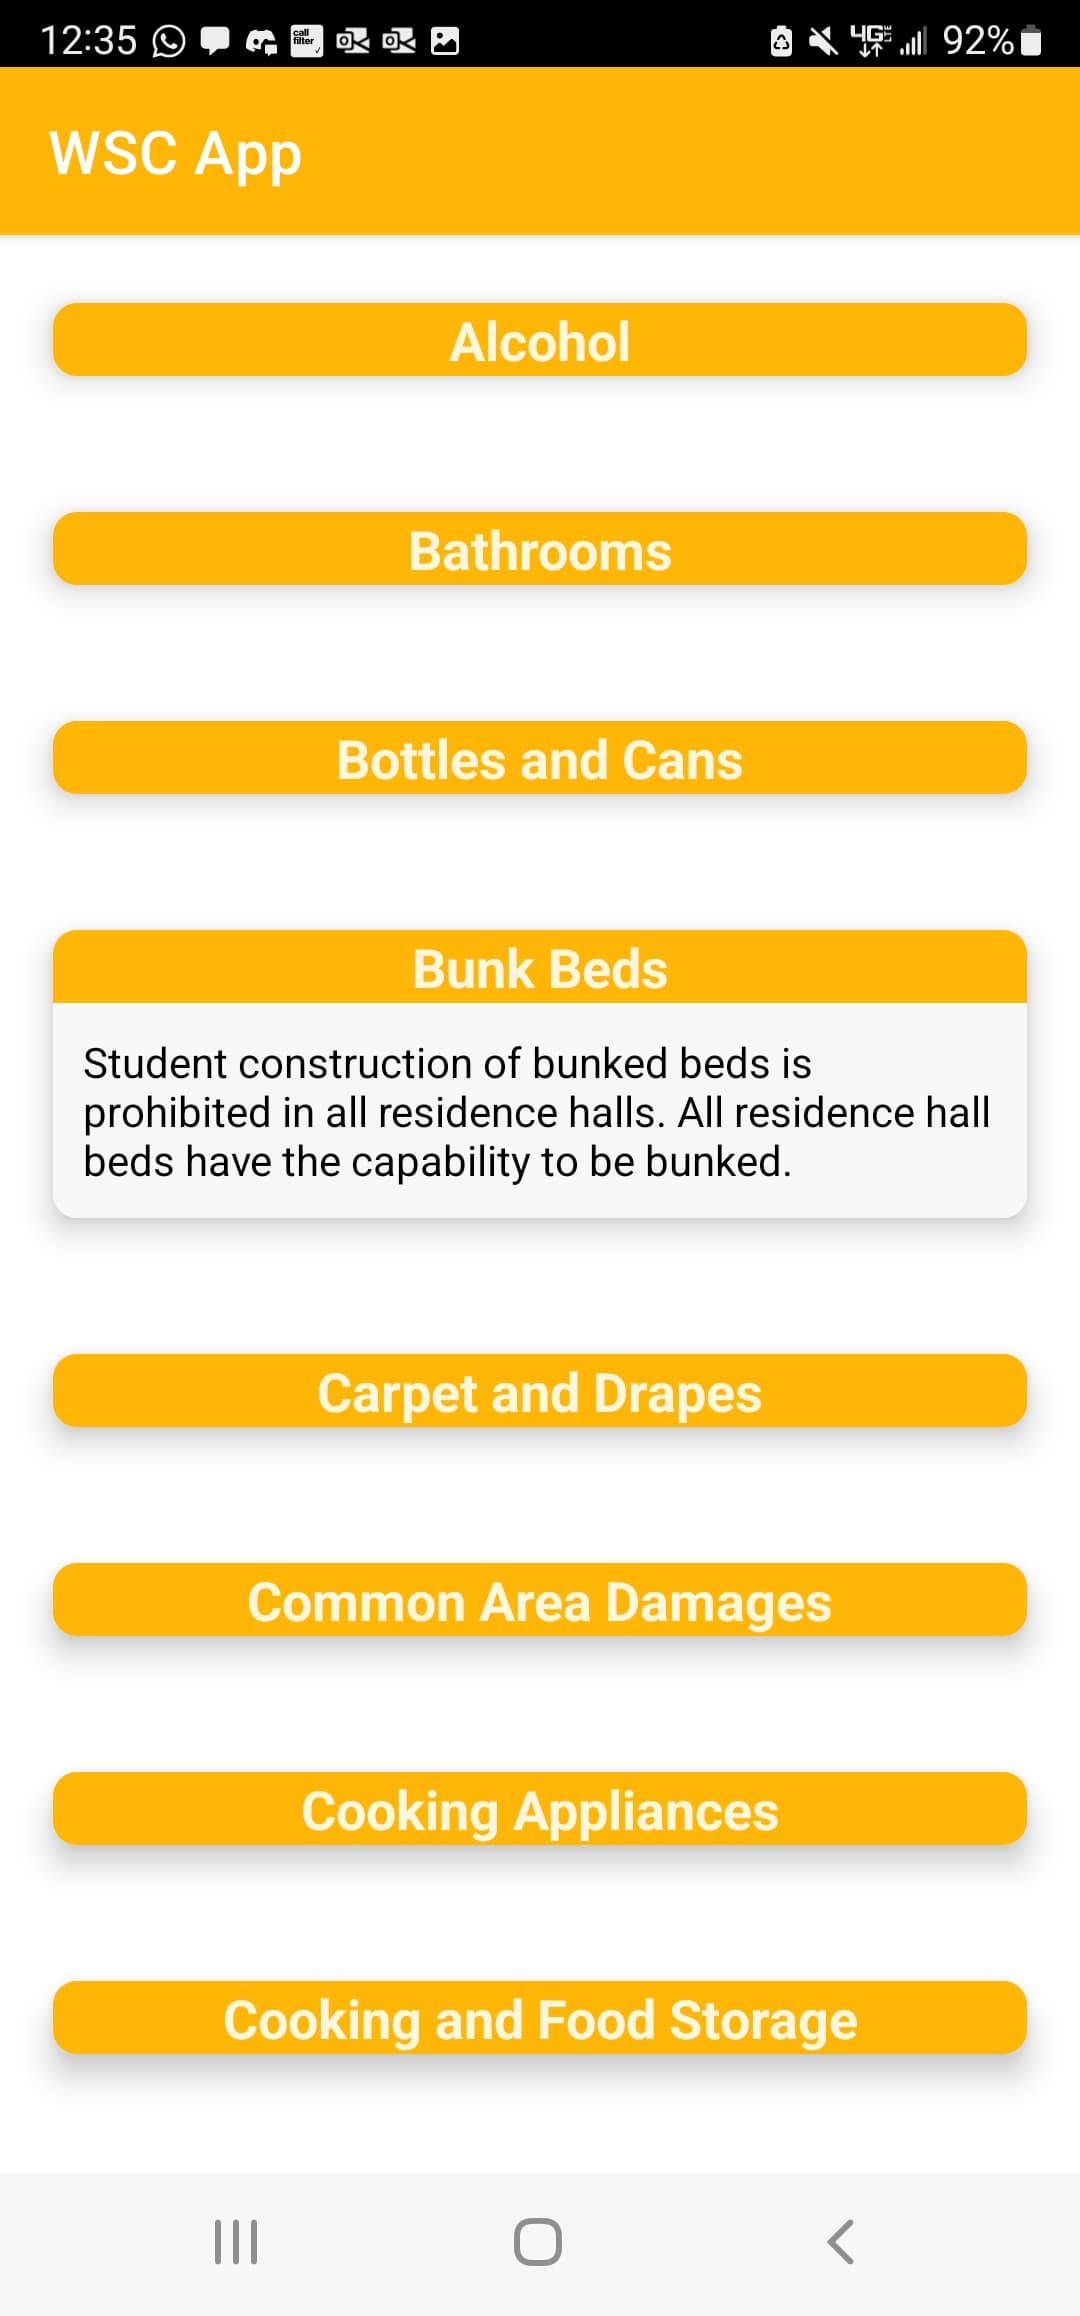 12:35 call filter 4G LTE 92%
WSC App
Alcohol
Bathrooms
Bottles and Cans
Bunk Beds
Student construction of bunked beds is
prohibited in all residence halls. All residence hall
beds have the capability to be bunked.
Carpet and Drapes
Common Area Damages
Cooking Appliances
Cooking and Food Storage